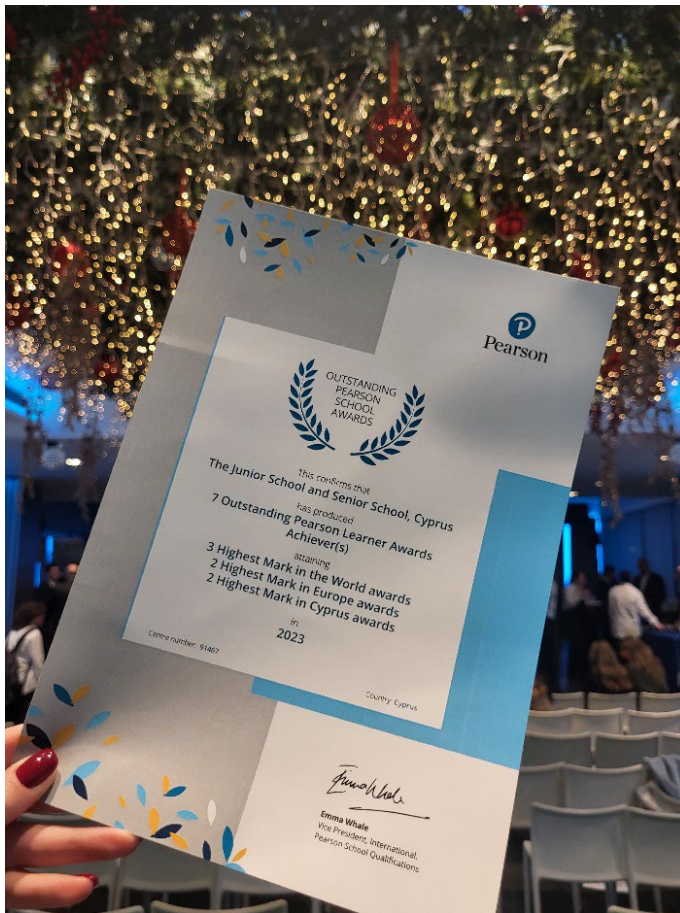 Pearson
OUTSTANDING
PEARSON
SCHOOL
AWARDS
This confirms that
The Junior School and Senior School, Cyprus
has produced
7 Outstanding Pearson Learner Awards
Achiever(s)
attaining
3 Highest Mark in the World awards
2 Highest Mark in Europe awards
2 Highest Mark in Cyprus awards
in
2023
Centre number: 91467
Country: Cyprus
Emma Whale
Emma Whale
Vice President, International,
Pearson School Qualifications